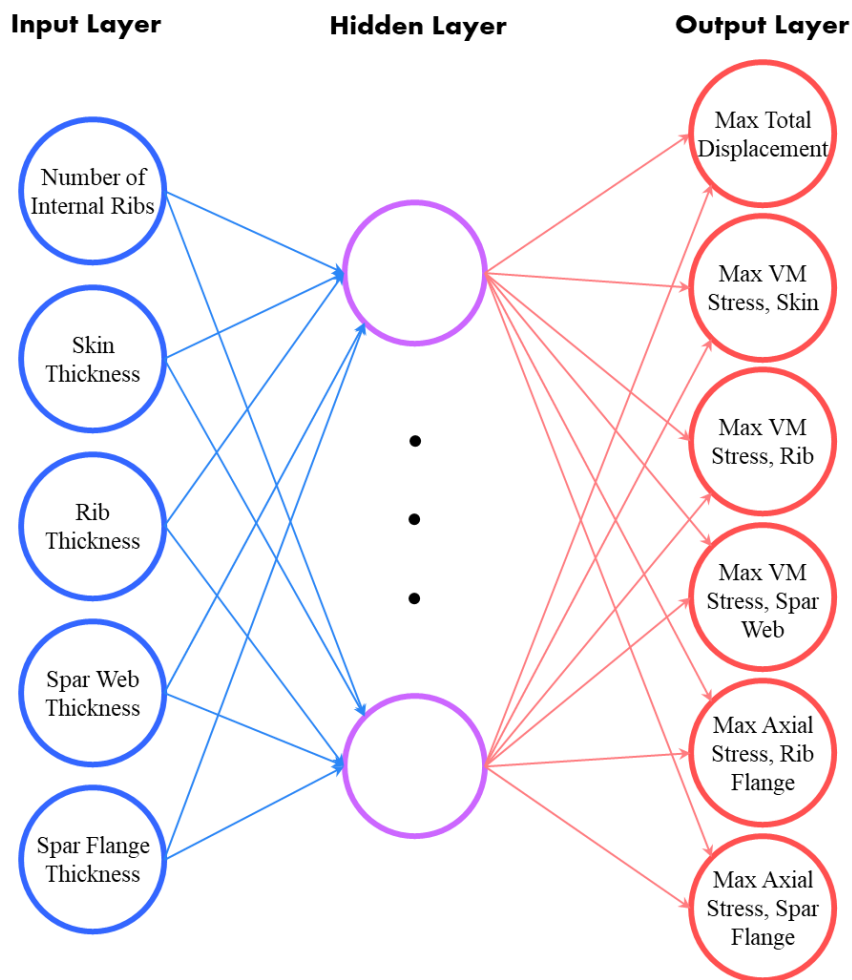 Input Layer
Hidden Layer
Output Layer
Number of
Internal Ribs
Skin
Thickness
Rib
Thickness
Spar Web
Thickness
Spar Flange
Thickness
Max Total
Displacement
Max VM
Stress, Skin
Max VM
Stress, Rib
Max VM
Stress, Spar
Web
Max Axial
Stress, Rib
Flange
Max Axial
Stress, Spar
Flange